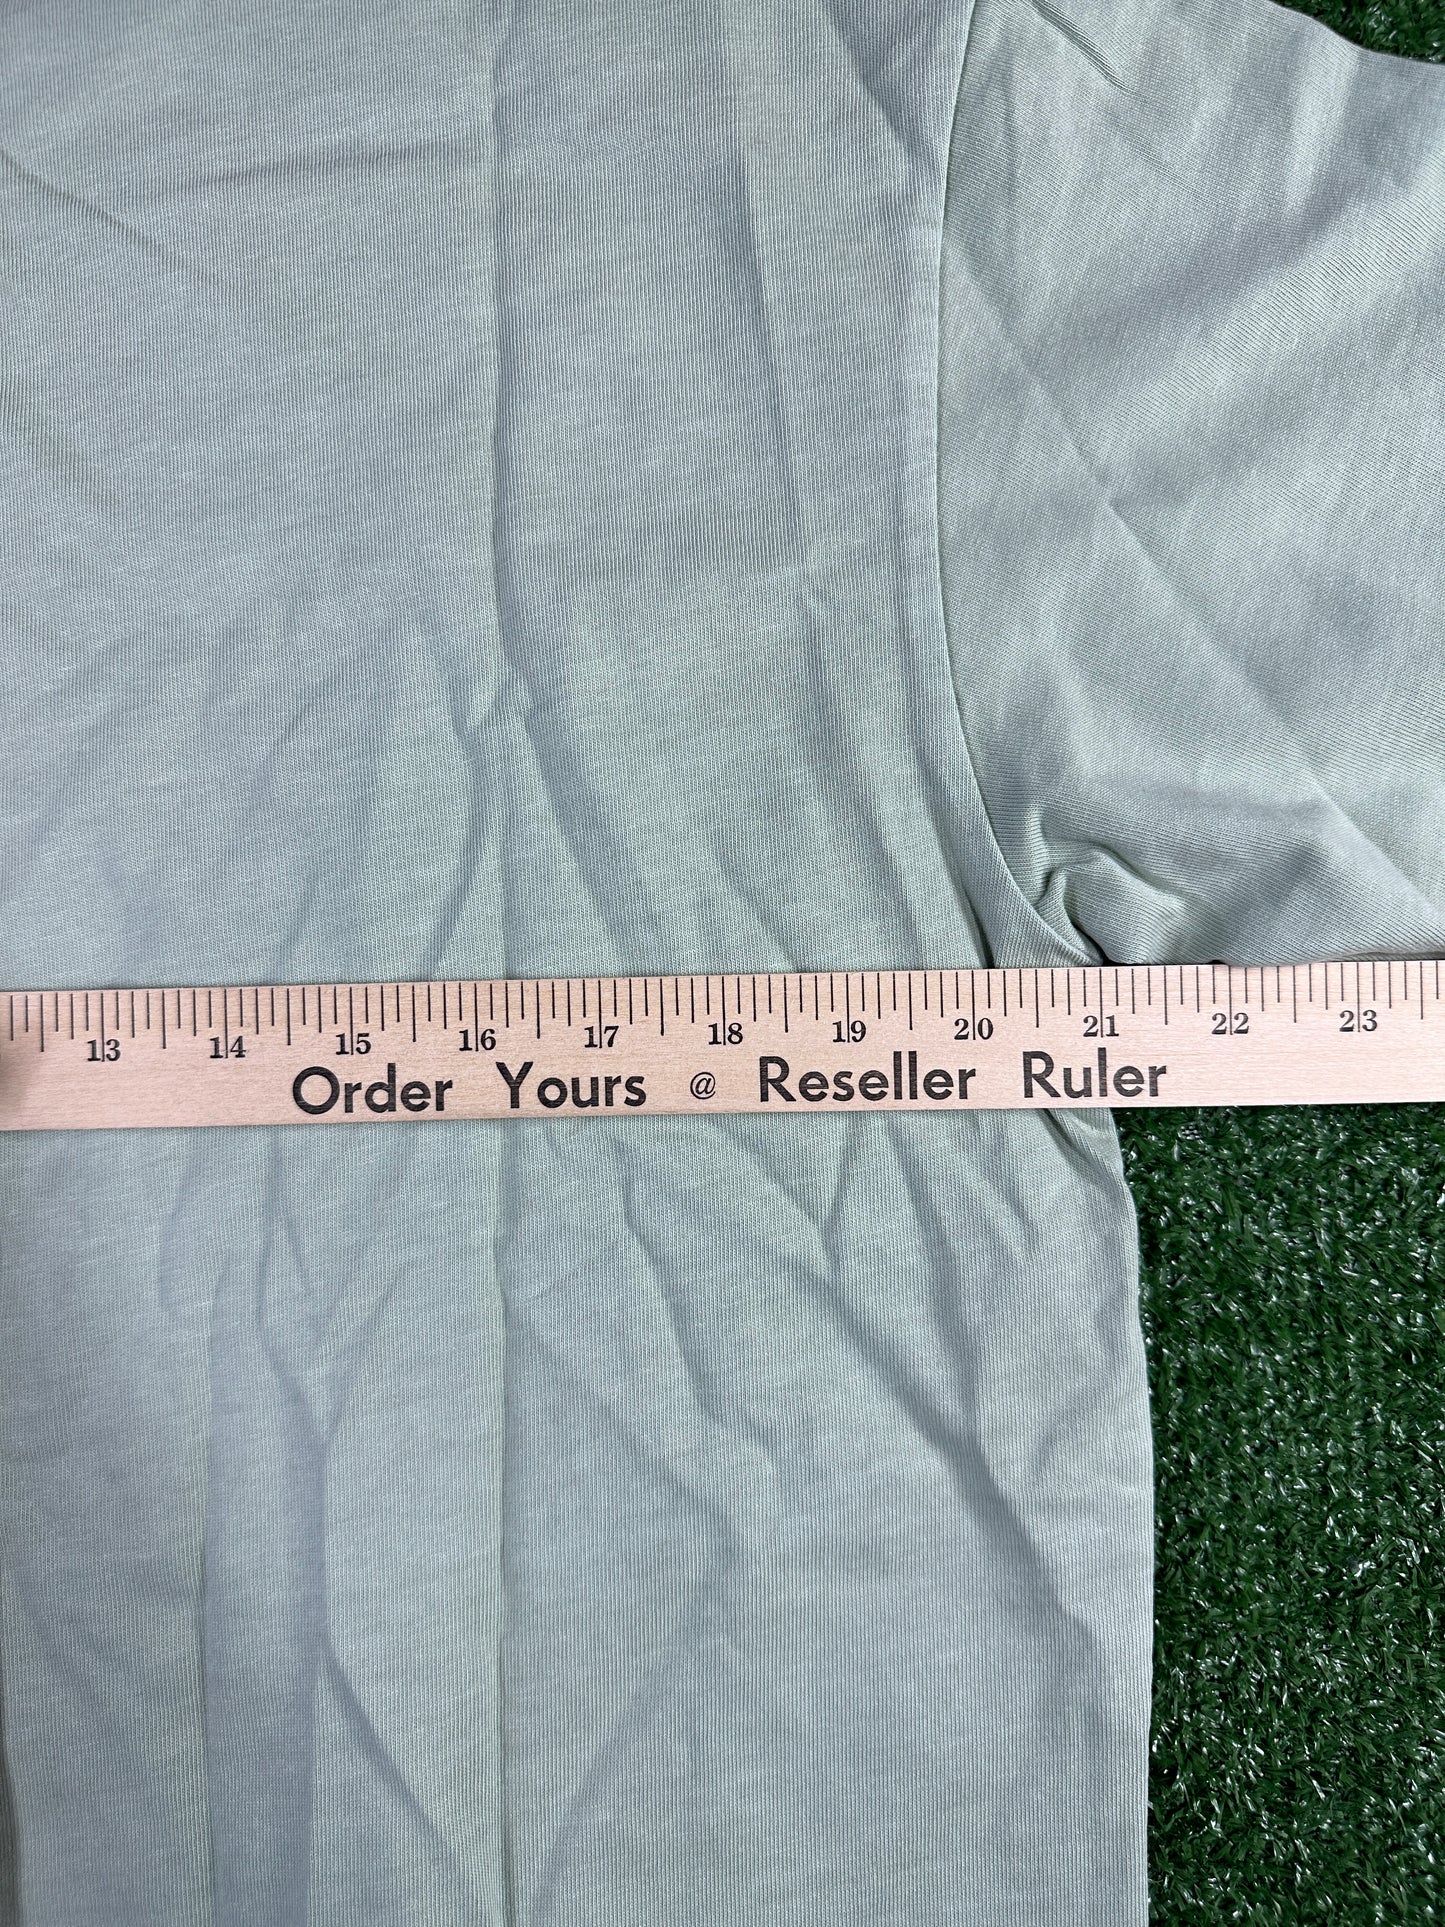 13 14 15 16 17 18 19 20 21 22 23
Order Yours @ Reseller Ruler